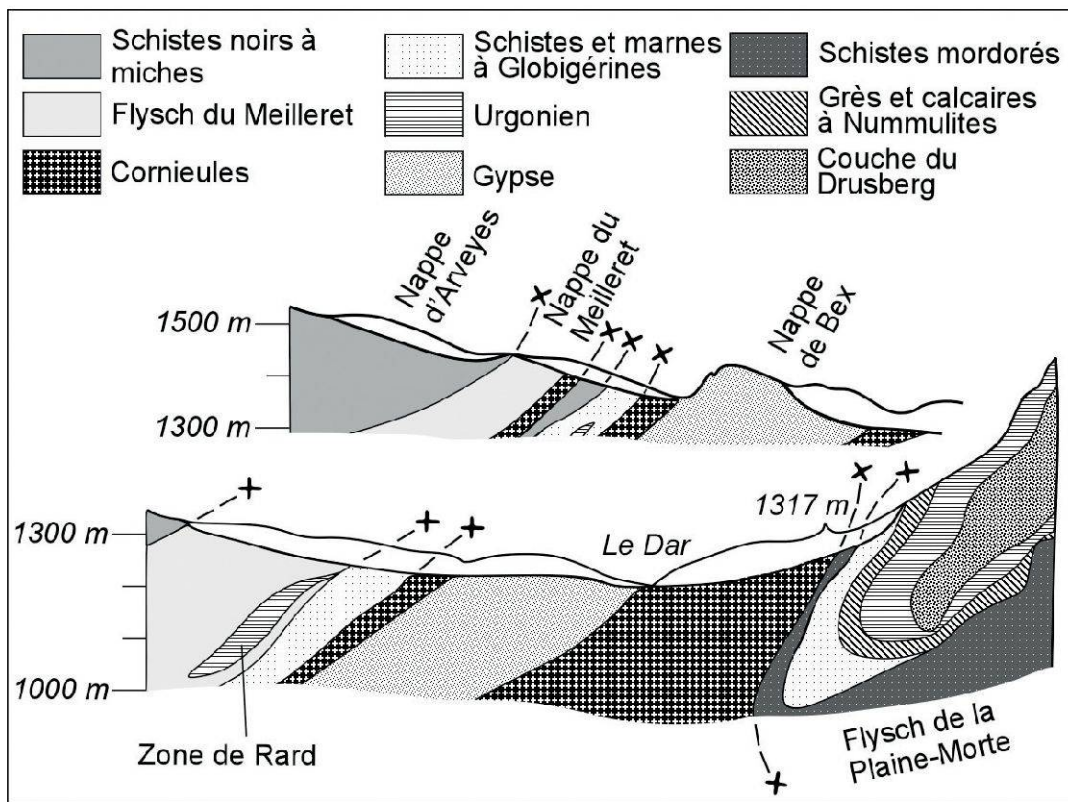 Schistes noirs à
miches
Flysch du Meilleret
Cornieules
Schistes et marnes
à Globigérines
Urgonien
Gypse
Schistes mordorés
Grès et calcaires
à Nummulites
Couche du
Drusberg
Nappe
d'Arveyes
Nappe du
Meilleret
Nappe
de Bex
1500 m
1300 m
1300 m
1000 m
Le Dar
1317 m
Zone de Rard
Flysch de la
Plaine-Morte